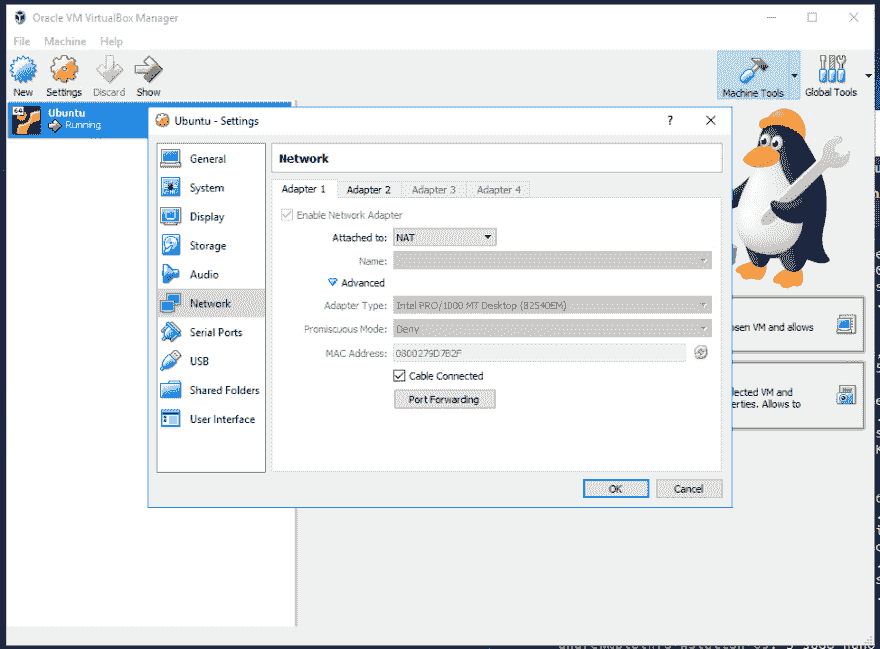 Oracle VM VirtualBox Manager
File Machine Help
New Settings Discard Show
Machine Tools Global Tools
64
Ubuntu
Running
Ubuntu - Settings ?
General
System
Display
Storage
Audio
Network
Serial Ports
USB
Shared Folders
User Interface
Network
Adapter 1 Adapter 2 Adapter 3 Adapter 4
Enable Network Adapter
Attached to: NAT
Name:
Advanced
Adapter Type: Intel PRO/1000 MT Desktop (82540EM)
Promiscuous Mode: Deny
MAC Address: 0800279D7B2F
Cable Connected
Port Forwarding
OK Cancel
osen VM and allows
lected VM and
erties. Allows to